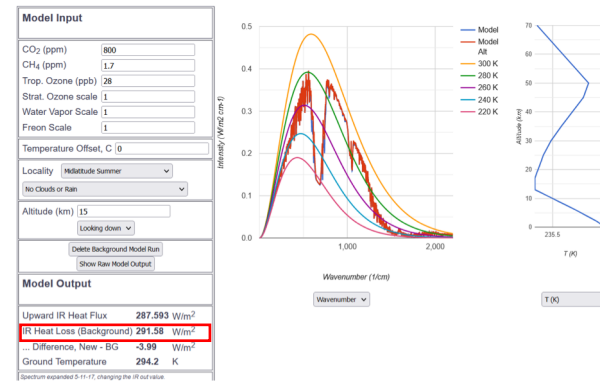 Model Input
CO2 (ppm) 800
CH4 (ppm) 1.7
Trop. Ozone (ppb) 28
Strat. Ozone scale 1
Water Vapor Scale 1
Freon Scale 1
Temperature Offset, C 0
Locality Midlatitude Summer
No Clouds or Rain
Altitude (km) 15
Looking down
Delete Background Model Run
Show Raw Model Output
Model Output
Upward IR Heat Flux 287.593 W/m2
IR Heat Loss (Background) 291.58 W/m2
... Difference, New - BG -3.99 W/m2
Ground Temperature 294.2 K
Spectrum expanded 5-11-17, changing the IR out value.
Intensity (W/m2 cm-1)
0.5
0.4
0.3
0.2
0.1
0.0
1,000
2,000
Wavenumber (1/cm)
Wavenumber
Model
Model
Alt
300 K
280 K
260 K
240 K
220 K
Altitude (km)
70
60
50
40
30
20
10
0
235.5
T (K)
T (K)